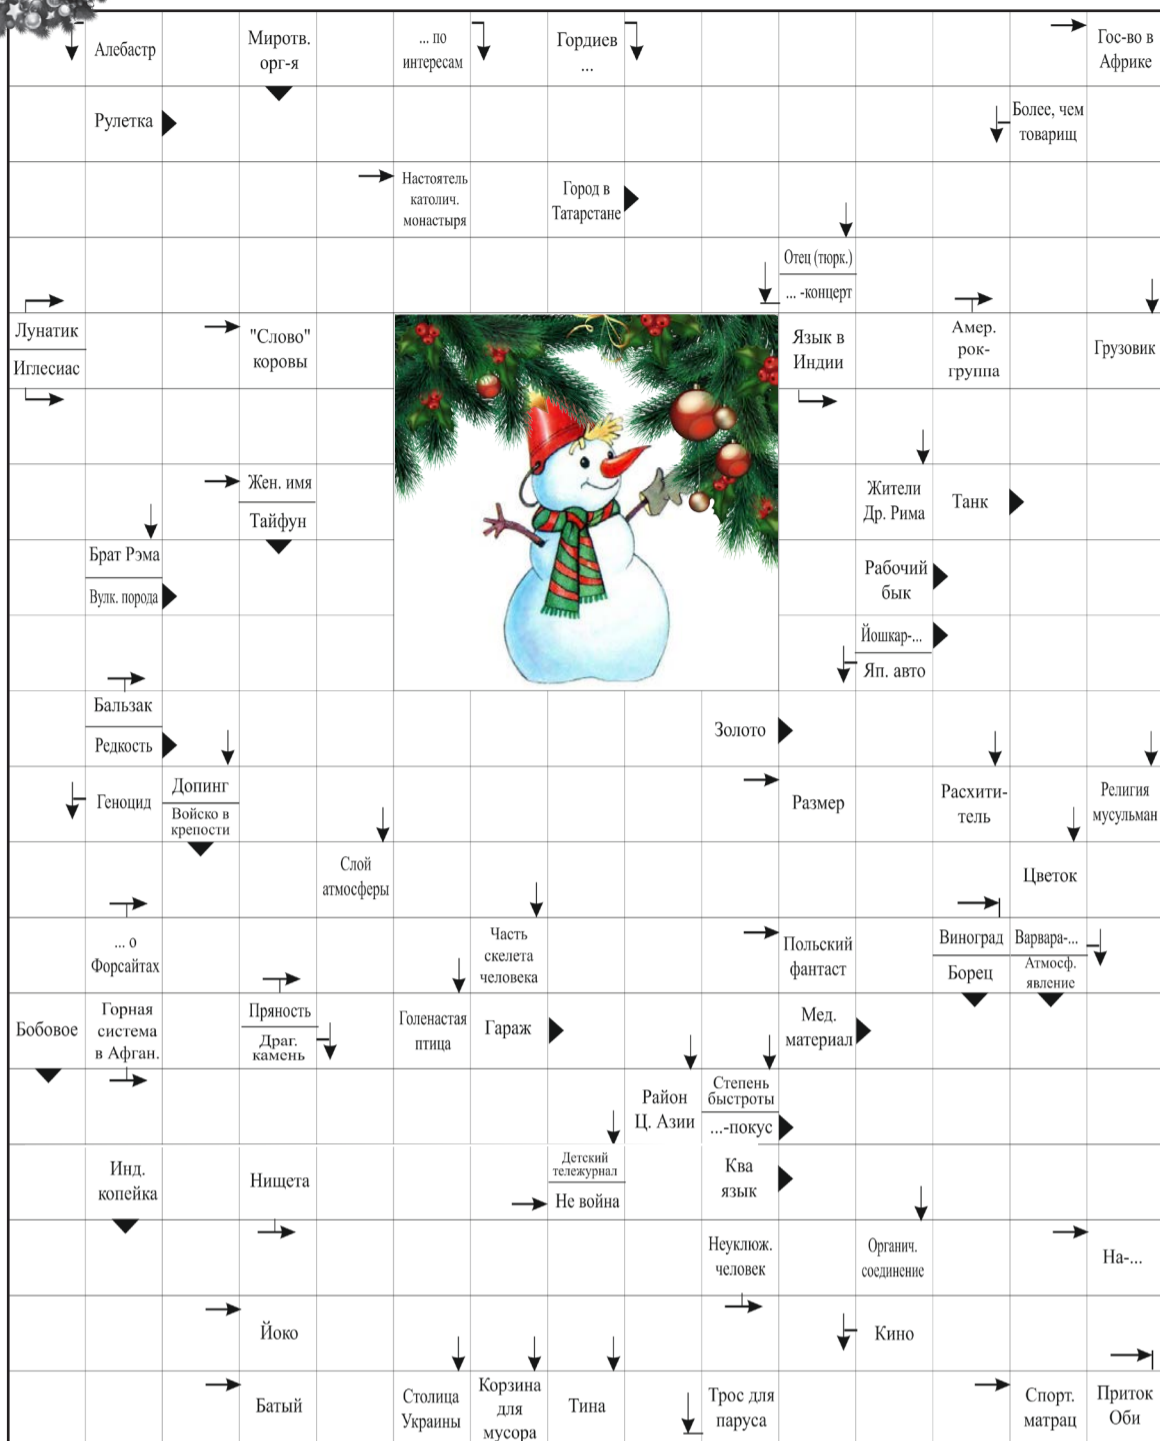 Алебастр
Миротв.
орг-я
... по
интересам
Гордиев
...
Гос-во в
Африке
Рулетка
Более, чем
товарищ
Настоятель
католич.
монастыря
Город в
Татарстане
Отец (тюрк.)
... -концерт
Лунатик
Иглесиас
"Слово"
коровы
Язык в
Индии
Амер.
рок-
группа
Грузовик
Жен. имя
Тайфун
Жители
Др. Рима
Танк
Брат Рэма
Вулк. порода
Рабочий
бык
Йошкар-...
Яп. авто
Бальзак
Редкость
Золото
Геноцид
Допинг
Войско в
крепости
Размер
Расхити-
тель
Религия
мусульман
Слой
атмосферы
Цветок
... о
Форсайтах
Часть
скелета
человека
Польский
фантаст
Виноград
Борец
Варвара-...
Атмосф.
явление
Бобовое
Горная
система
в Афган.
Пряность
Драг.
камень
Голенастая
птица
Гараж
Мед.
материал
Район
Ц. Азии
Степень
быстроты
...-покус
Инд.
копейка
Нищета
Детский
тележурнал
Не война
Ква
язык
Неуклюж.
человек
Органич.
соединение
На-...
Йоко
Кино
Батый
Столица
Украины
Корзина
для
мусора
Тина
Трос для
паруса
Спорт.
матрац
Приток
Оби